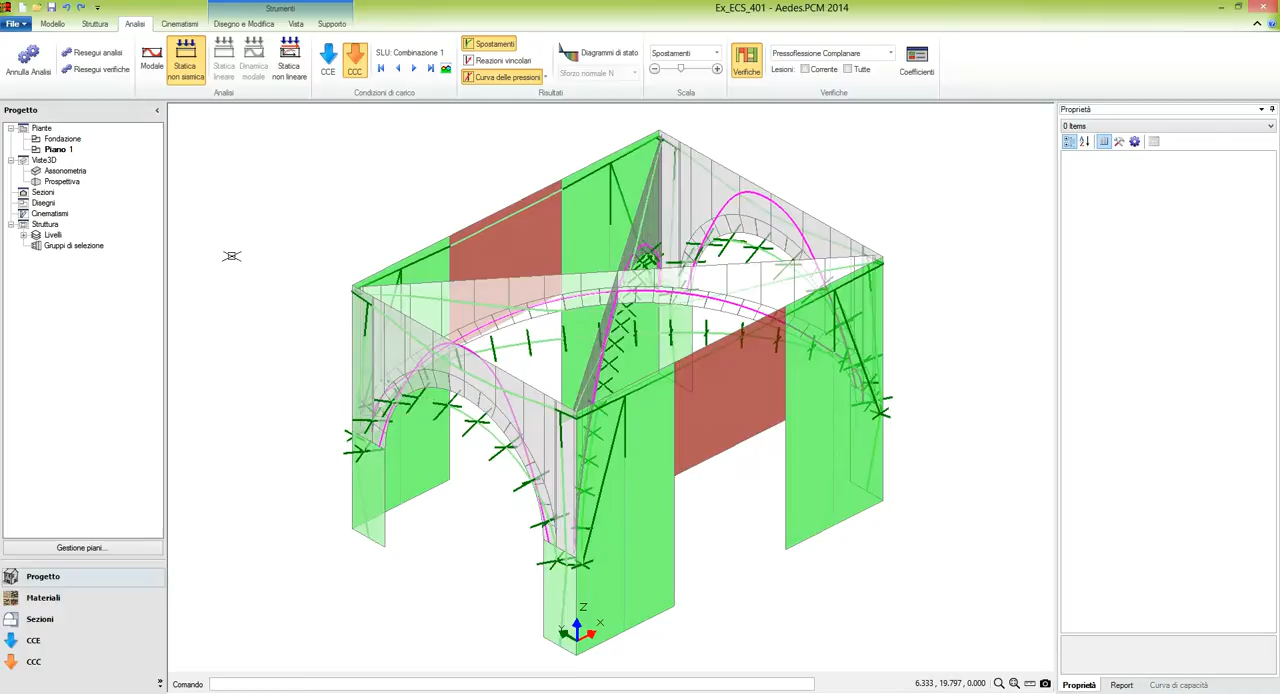 Strumenti
Ex_ECS_401 - Aedes.PCM 2014
File
Modello
Struttura
Analisi
Cinematismi
Disegno e Modifica
Vista
Supporto
Annulla Analisi
Riesegui analisi
Riesegui verifiche
Modale
Statica
non sismica
Statica
lineare
Dinamica
modale
Statica
non lineare
Analisi
CCE
CCC
SLU: Combinazione 1
Condizioni di carico
Spostamenti
Reazioni vincolari
Curva delle pressioni
Diagrammi di stato
Sforzo normale N
Risultati
Spostamenti
Scala
Verifiche
Pressoflessione Complanare
Lesioni:
Corrente
Tutte
Coefficienti
Verifiche
Progetto
Piante
Fondazione
Piano 1
Viste3D
Assonometria
Prospettiva
Sezioni
Disegni
Cinematismi
Struttura
Livelli
Gruppi di selezione
Gestione piani...
Progetto
Materiali
Sezioni
CCE
CCC
Z
X
Y
Comando
6.333 , 19.797 , 0.000
Proprietà
0 Items
Proprietà
Report
Curva di capacità